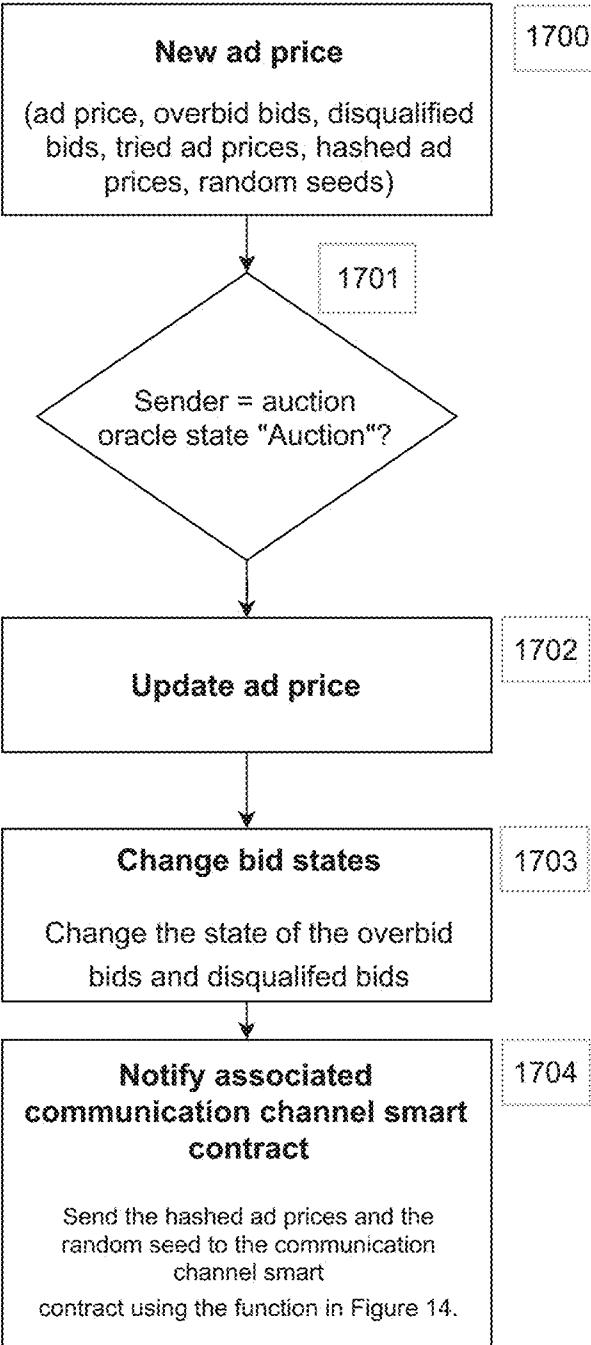 New ad price
1700
(ad price, overbid bids, disqualified
bids, tried ad prices, hashed ad
prices, random seeds)
1701
Sender = auction
oracle state "Auction"?
Update ad price
1702
Change bid states
1703
Change the state of the overbid
bids and disqualifed bids
Notify associated
1704
communication channel smart
contract
Send the hashed ad prices and the
random seed to the communication
channel smart
contract using the function in Figure 14.